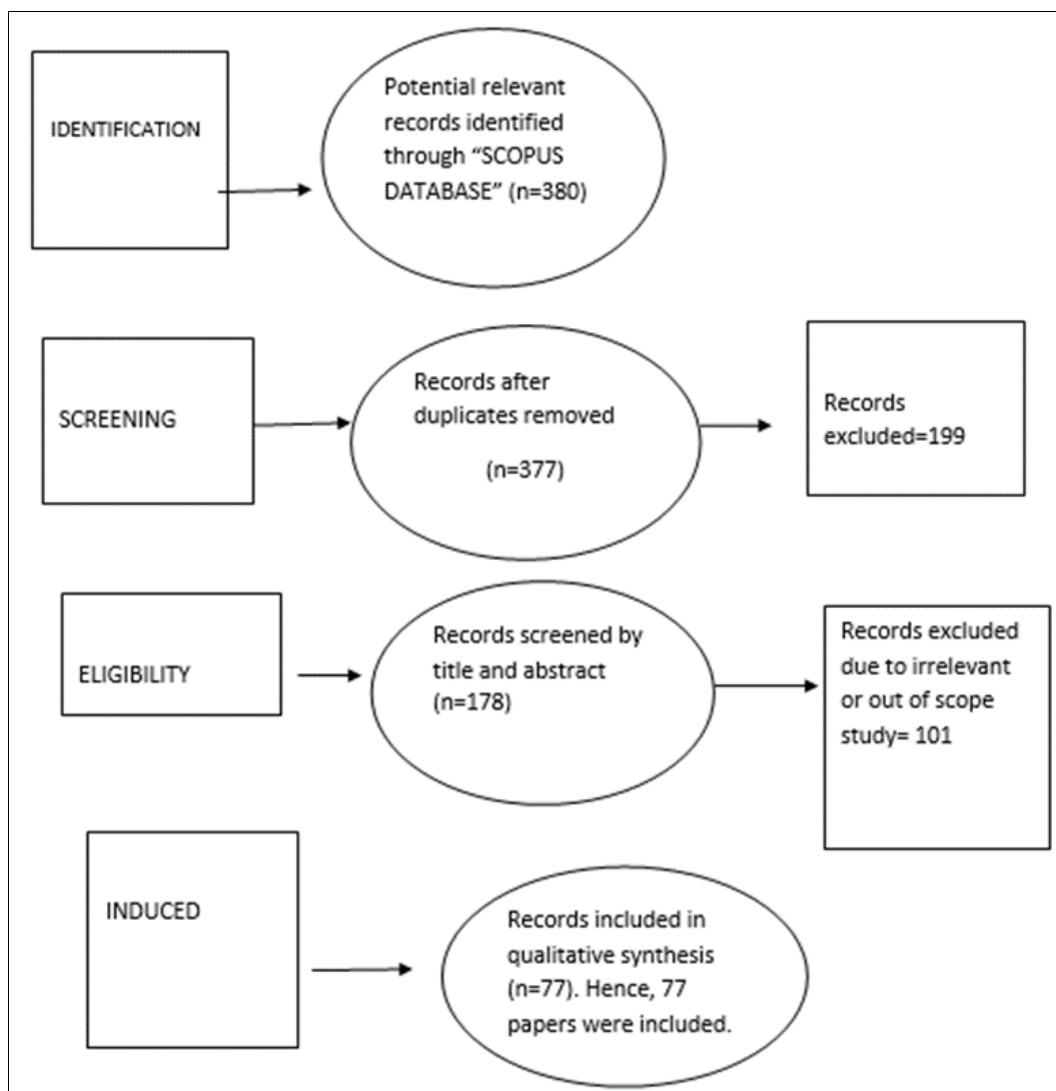 IDENTIFICATION
Potential relevant
records identified
through “SCOPUS
DATABASE” (n=380)
SCREENING
Records after
duplicates removed
(n=377)
Records
excluded=199
ELIGIBILITY
Records screened by
title and abstract
(n=178)
Records excluded
due to irrelevant
or out of scope
study= 101
INDUCED
Records included in
qualitative synthesis
(n=77). Hence, 77
papers were included.